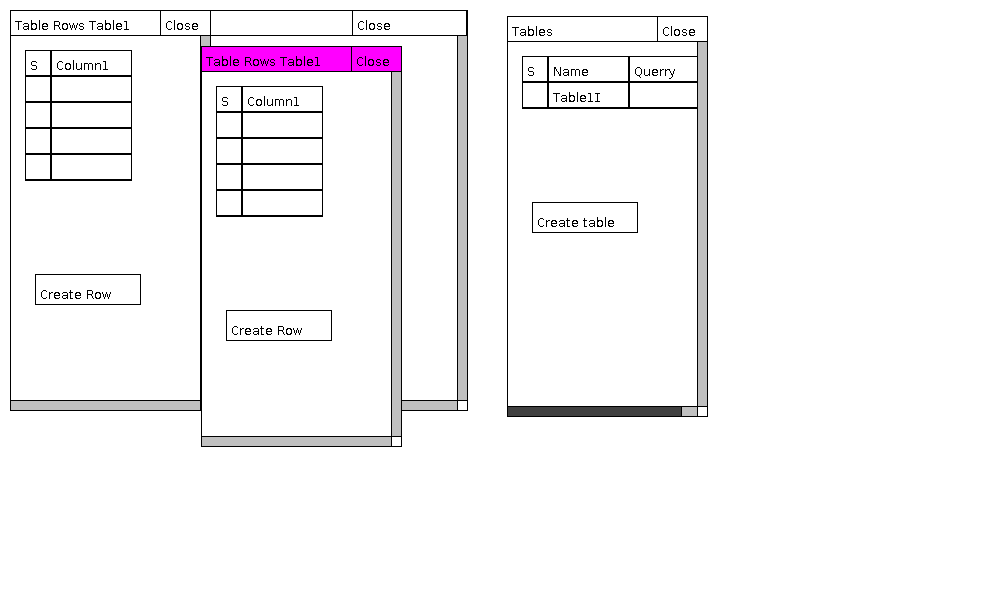 Table Rows Table1 Close
Close
S Column1
Create Row
Table Rows Table1 Close
S Column1
Create Row
Tables Close
S Name Querry
Table1I
Create table